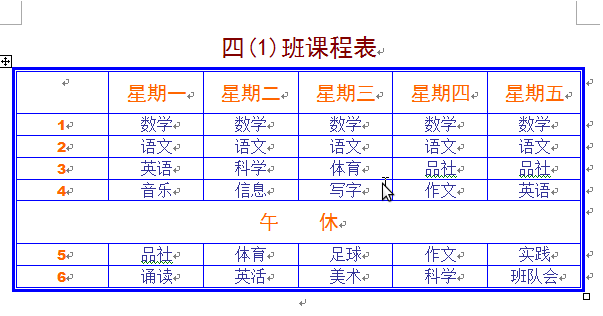 四(1)班课程表
星期一 星期二 星期三 星期四 星期五
1 数学 数学 数学 数学 数学
2 语文 语文 语文 语文 语文
3 英语 科学 体育 品社 品社
4 音乐 信息 写字 作文 英语
午 休
5 品社 体育 足球 作文 实践
6 诵读 英活 美术 科学 班队会